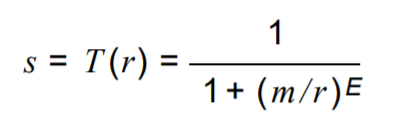 s = T(r) = 1 / (1 + (m/r)^E)